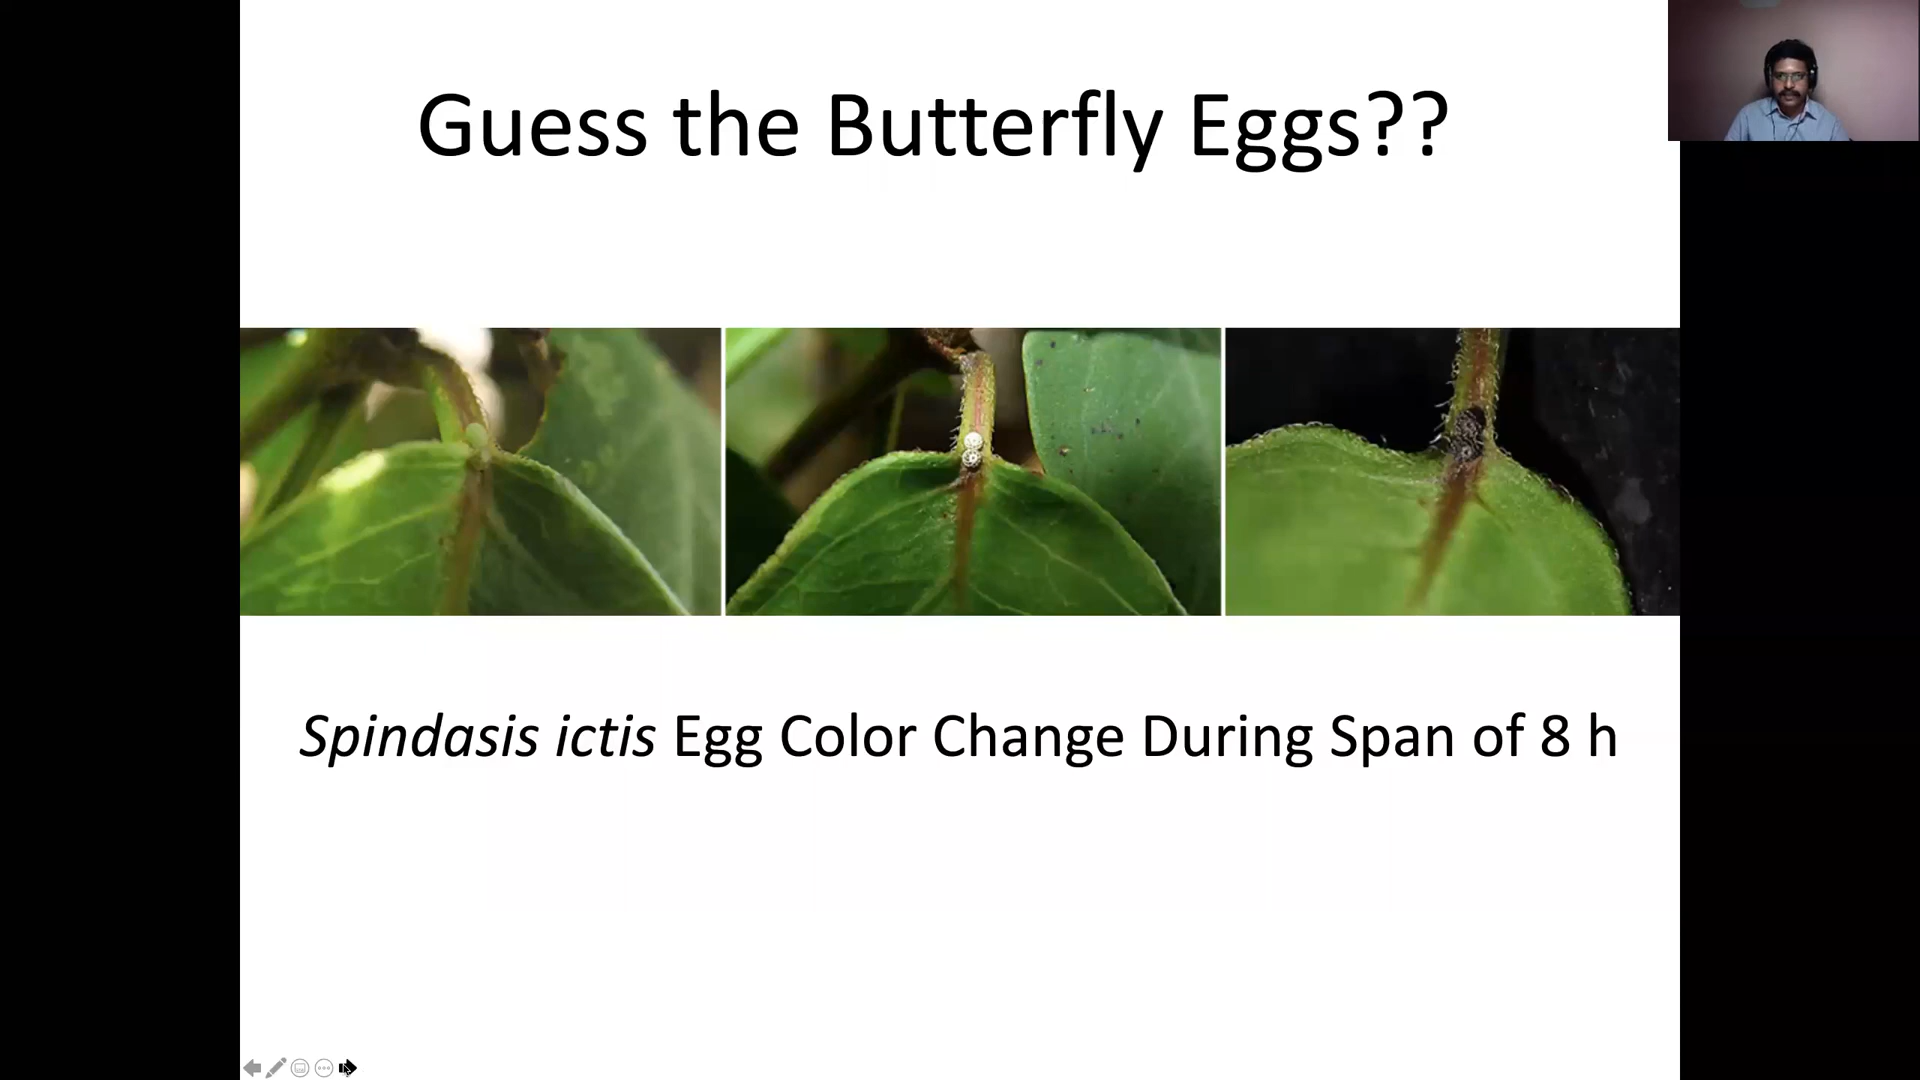 Guess the Butterfly Eggs??
Spindasis ictis Egg Color Change During Span of 8 h